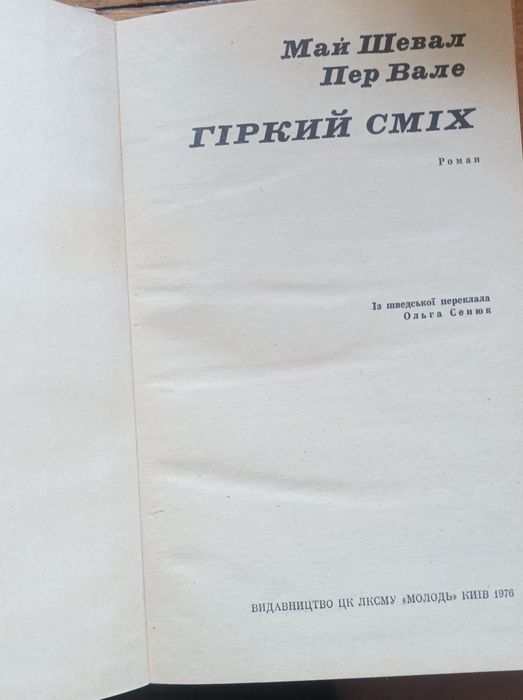 Май Шевал
Пер Вале
ГІРКИЙ СМІХ
Роман
Із шведської переклала
Ольга Сенюк
ВИДАВНИЦТВО ЦК ЛКСМУ «МОЛОДЬ» КИЇВ 1976